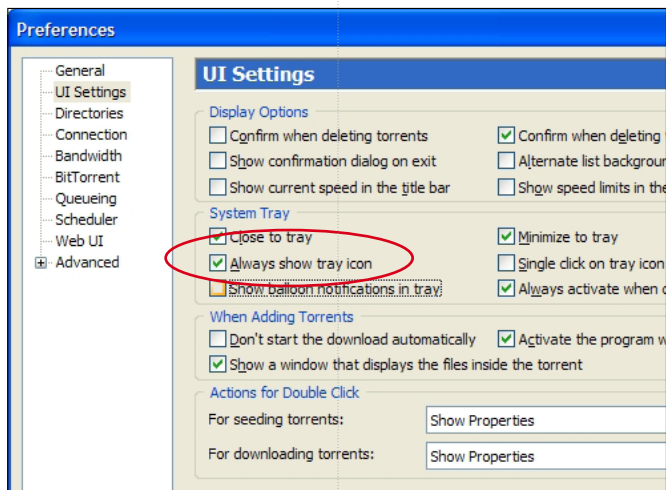 Preferences
General
UI Settings
Directories
Connection
Bandwidth
BitTorrent
Queueing
Scheduler
Web UI
Advanced
UI Settings
Display Options
Confirm when deleting torrents
Confirm when deleting
Show confirmation dialog on exit
Alternate list backgroun
Show current speed in the title bar
Show speed limits in the
System Tray
Close to tray
Minimize to tray
Always show tray icon
Single click on tray icon
Show balloon notifications in tray
Always activate when
When Adding Torrents
Don't start the download automatically
Activate the program w
Show a window that displays the files inside the torrent
Actions for Double Click
For seeding torrents:
Show Properties
For downloading torrents:
Show Properties